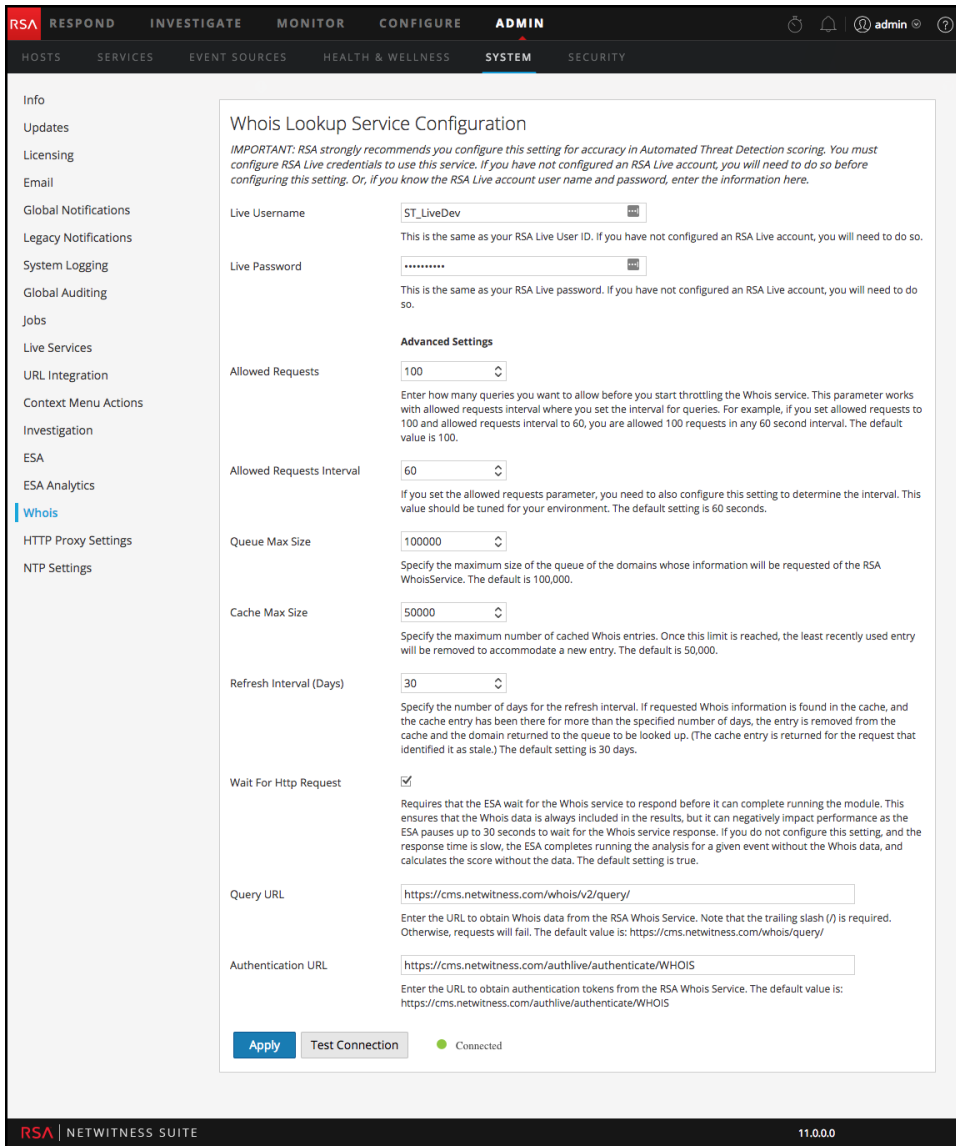 RSA RESPOND INVESTIGATE MONITOR CONFIGURE ADMIN admin
HOSTS SERVICES EVENT SOURCES HEALTH & WELLNESS SYSTEM SECURITY
Info
Updates
Licensing
Email
Global Notifications
Legacy Notifications
System Logging
Global Auditing
Jobs
Live Services
URL Integration
Context Menu Actions
Investigation
ESA
ESA Analytics
Whois
HTTP Proxy Settings
NTP Settings
Whois Lookup Service Configuration
IMPORTANT: RSA strongly recommends you configure this setting for accuracy in Automated Threat Detection scoring. You must
configure RSA Live credentials to use this service. If you have not configured an RSA Live account, you will need to do so before
configuring this setting. Or, if you know the RSA Live account user name and password, enter the information here.
Live Username ST_LiveDev
This is the same as your RSA Live User ID. If you have not configured an RSA Live account, you will need to do so.
Live Password ••••••••••
This is the same as your RSA Live password. If you have not configured an RSA Live account, you will need to do
so.
Advanced Settings
Allowed Requests 100
Enter how many queries you want to allow before you start throttling the Whois service. This parameter works
with allowed requests interval where you set the interval for queries. For example, if you set allowed requests to
100 and allowed requests interval to 60, you are allowed 100 requests in any 60 second interval. The default
value is 100.
Allowed Requests Interval 60
If you set the allowed requests parameter, you need to also configure this setting to determine the interval. This
value should be tuned for your environment. The default setting is 60 seconds.
Queue Max Size 100000
Specify the maximum size of the queue of the domains whose information will be requested of the RSA
WhoisService. The default is 100,000.
Cache Max Size 50000
Specify the maximum number of cached Whois entries. Once this limit is reached, the least recently used entry
will be removed to accommodate a new entry. The default is 50,000.
Refresh Interval (Days) 30
Specify the number of days for the refresh interval. If requested Whois information is found in the cache, and
the cache entry has been there for more than the specified number of days, the entry is removed from the
cache and the domain returned to the queue to be looked up. (The cache entry is returned for the request that
identified it as stale.) The default setting is 30 days.
Wait For Http Request
Requires that the ESA wait for the Whois service to respond before it can complete running the module. This
ensures that the Whois data is always included in the results, but it can negatively impact performance as the
ESA pauses up to 30 seconds to wait for the Whois service response. If you do not configure this setting, and the
response time is slow, the ESA completes running the analysis for a given event without the Whois data, and
calculates the score without the data. The default setting is true.
Query URL https://cms.netwitness.com/whois/v2/query/
Enter the URL to obtain Whois data from the RSA Whois Service. Note that the trailing slash (/) is required.
Otherwise, requests will fail. The default value is: https://cms.netwitness.com/whois/query/
Authentication URL https://cms.netwitness.com/authlive/authenticate/WHOIS
Enter the URL to obtain authentication tokens from the RSA Whois Service. The default value is:
https://cms.netwitness.com/authlive/authenticate/WHOIS
Apply Test Connection Connected
RSA | NETWITNESS SUITE 11.0.0.0